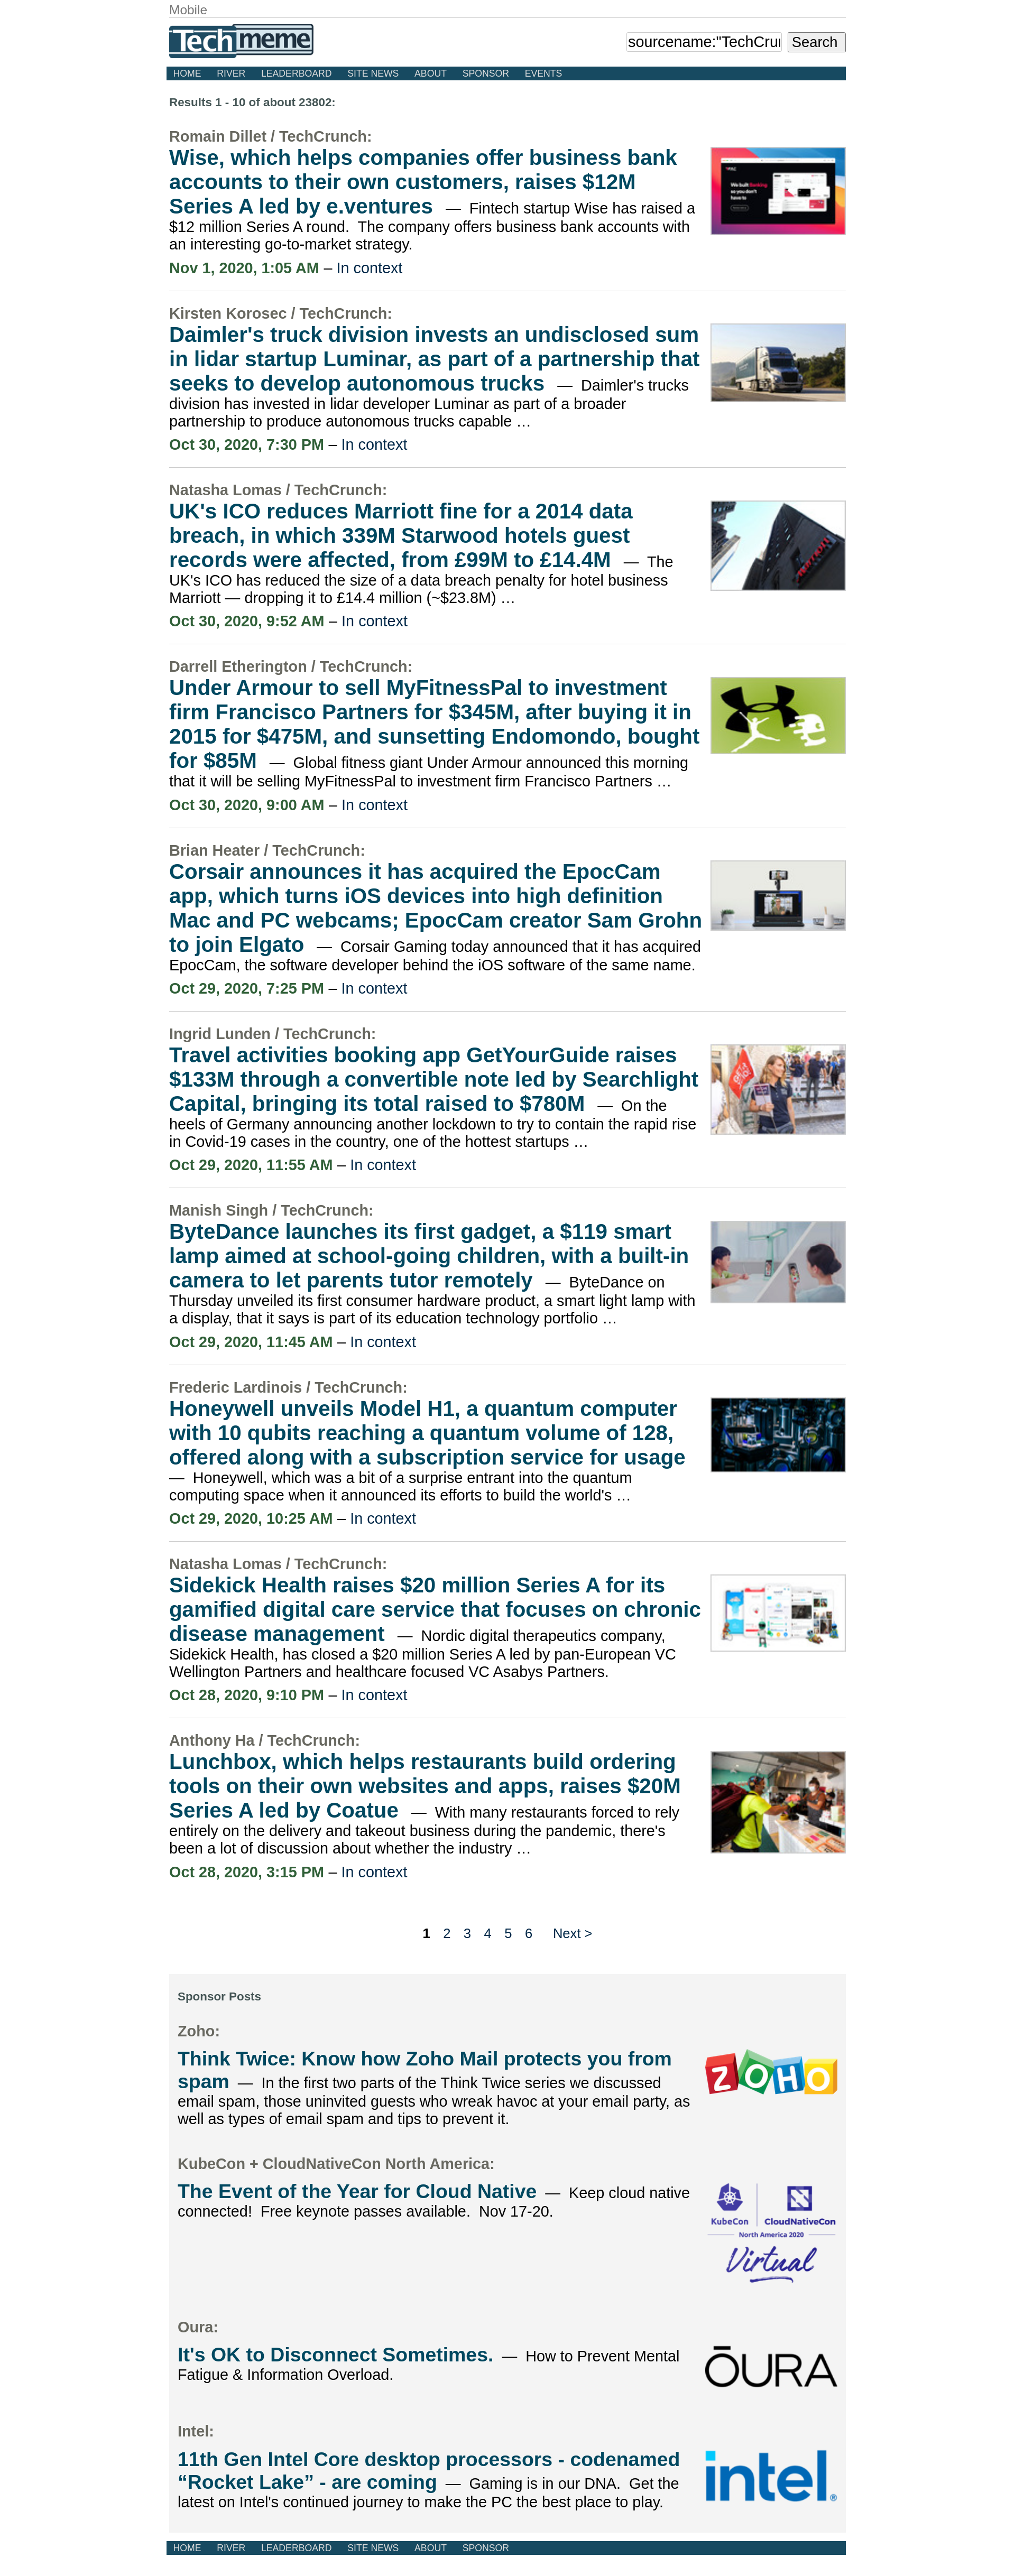 Mobile
Techmeme
sourcename:"TechCru
Search
HOME RIVER LEADERBOARD SITE NEWS ABOUT SPONSOR EVENTS
Results 1 - 10 of about 23802:
Romain Dillet / TechCrunch:
Wise, which helps companies offer business bank
accounts to their own customers, raises $12M
Series A led by e.ventures — Fintech startup Wise has raised a
$12 million Series A round. The company offers business bank accounts with
an interesting go-to-market strategy.
Nov 1, 2020, 1:05 AM – In context
Kirsten Korosec / TechCrunch:
Daimler's truck division invests an undisclosed sum
in lidar startup Luminar, as part of a partnership that
seeks to develop autonomous trucks — Daimler's trucks
division has invested in lidar developer Luminar as part of a broader
partnership to produce autonomous trucks capable …
Oct 30, 2020, 7:30 PM – In context
Natasha Lomas / TechCrunch:
UK's ICO reduces Marriott fine for a 2014 data
breach, in which 339M Starwood hotels guest
records were affected, from £99M to £14.4M — The
UK's ICO has reduced the size of a data breach penalty for hotel business
Marriott — dropping it to £14.4 million (~$23.8M) …
Oct 30, 2020, 9:52 AM – In context
Darrell Etherington / TechCrunch:
Under Armour to sell MyFitnessPal to investment
firm Francisco Partners for $345M, after buying it in
2015 for $475M, and sunsetting Endomondo, bought
for $85M — Global fitness giant Under Armour announced this morning
that it will be selling MyFitnessPal to investment firm Francisco Partners …
Oct 30, 2020, 9:00 AM – In context
Brian Heater / TechCrunch:
Corsair announces it has acquired the EpocCam
app, which turns iOS devices into high definition
Mac and PC webcams; EpocCam creator Sam Grohn
to join Elgato — Corsair Gaming today announced that it has acquired
EpocCam, the software developer behind the iOS software of the same name.
Oct 29, 2020, 7:25 PM – In context
Ingrid Lunden / TechCrunch:
Travel activities booking app GetYourGuide raises
$133M through a convertible note led by Searchlight
Capital, bringing its total raised to $780M — On the
heels of Germany announcing another lockdown to try to contain the rapid rise
in Covid-19 cases in the country, one of the hottest startups …
Oct 29, 2020, 11:55 AM – In context
Manish Singh / TechCrunch:
ByteDance launches its first gadget, a $119 smart
lamp aimed at school-going children, with a built-in
camera to let parents tutor remotely — ByteDance on
Thursday unveiled its first consumer hardware product, a smart light lamp with
a display, that it says is part of its education technology portfolio …
Oct 29, 2020, 11:45 AM – In context
Frederic Lardinois / TechCrunch:
Honeywell unveils Model H1, a quantum computer
with 10 qubits reaching a quantum volume of 128,
offered along with a subscription service for usage
— Honeywell, which was a bit of a surprise entrant into the quantum
computing space when it announced its efforts to build the world's …
Oct 29, 2020, 10:25 AM – In context
Natasha Lomas / TechCrunch:
Sidekick Health raises $20 million Series A for its
gamified digital care service that focuses on chronic
disease management — Nordic digital therapeutics company,
Sidekick Health, has closed a $20 million Series A led by pan-European VC
Wellington Partners and healthcare focused VC Asabys Partners.
Oct 28, 2020, 9:10 PM – In context
Anthony Ha / TechCrunch:
Lunchbox, which helps restaurants build ordering
tools on their own websites and apps, raises $20M
Series A led by Coatue — With many restaurants forced to rely
entirely on the delivery and takeout business during the pandemic, there's
been a lot of discussion about whether the industry …
Oct 28, 2020, 3:15 PM – In context
1 2 3 4 5 6 Next >
Sponsor Posts
Zoho:
Think Twice: Know how Zoho Mail protects you from
spam — In the first two parts of the Think Twice series we discussed
email spam, those uninvited guests who wreak havoc at your email party, as
well as types of email spam and tips to prevent it.
ZOHO
KubeCon + CloudNativeCon North America:
The Event of the Year for Cloud Native — Keep cloud native
connected! Free keynote passes available. Nov 17-20.
KubeCon CloudNativeCon
North America 2020
Virtual
Oura:
It's OK to Disconnect Sometimes. — How to Prevent Mental
Fatigue & Information Overload.
ŌURA
Intel:
11th Gen Intel Core desktop processors - codenamed
“Rocket Lake” - are coming — Gaming is in our DNA. Get the
latest on Intel's continued journey to make the PC the best place to play.
intel®
HOME RIVER LEADERBOARD SITE NEWS ABOUT SPONSOR